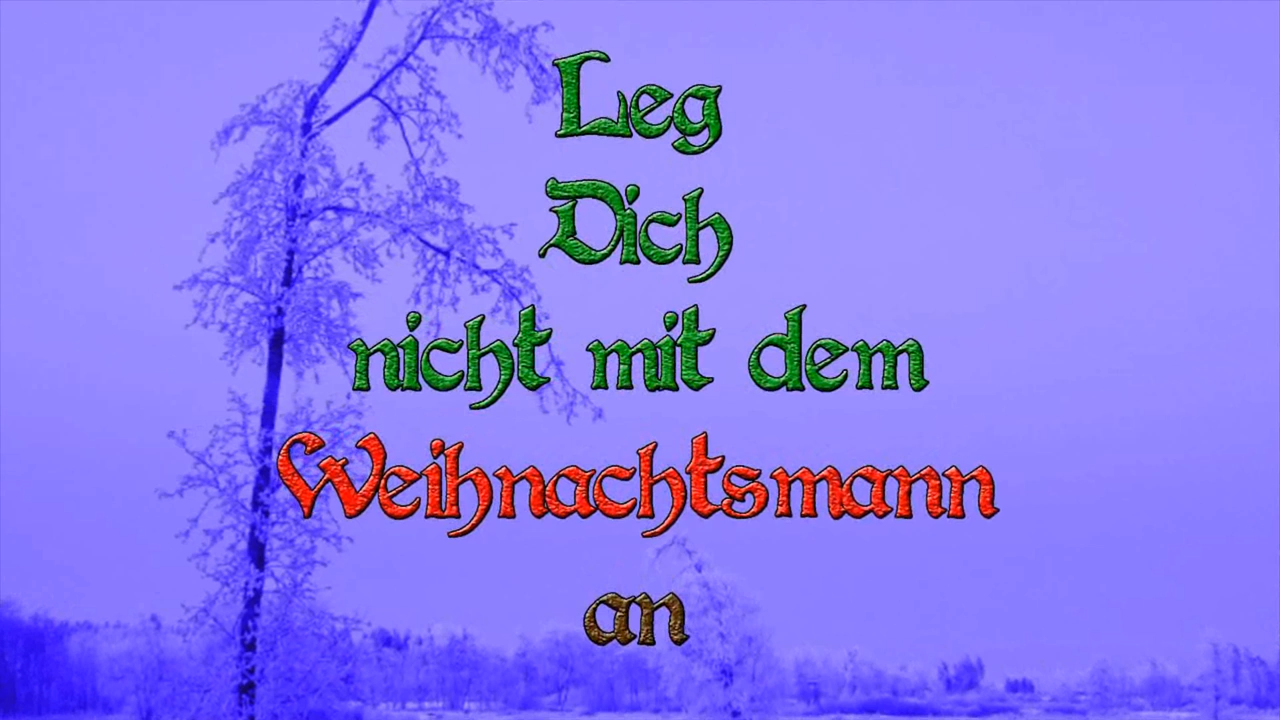 Leg
Dich
nicht mit dem
Weihnachtsmann
an